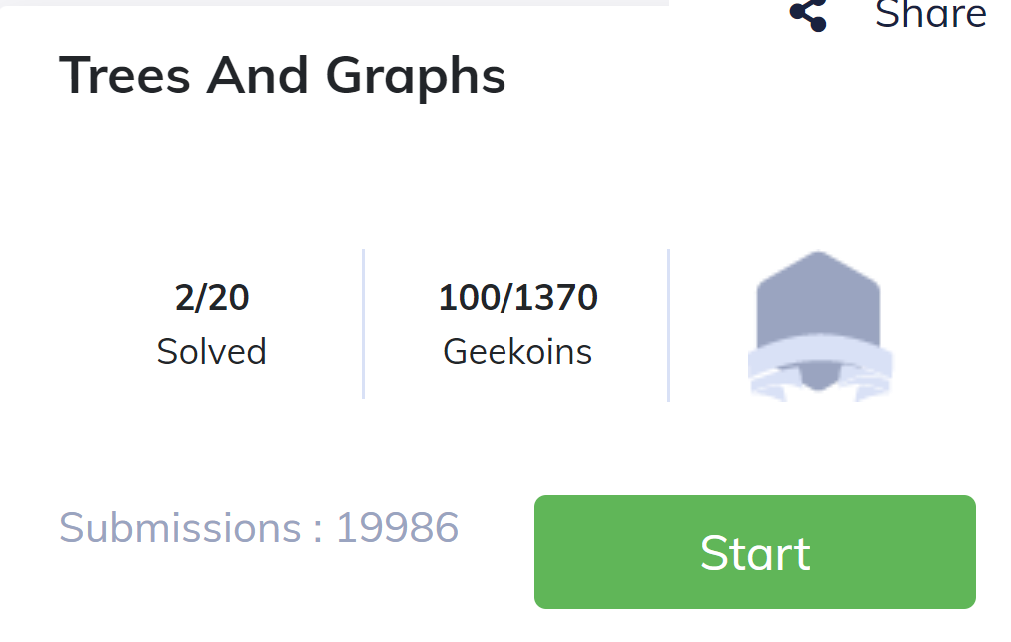 Share
Trees And Graphs
2/20
Solved
100/1370
Geekoins
Submissions : 19986
Start